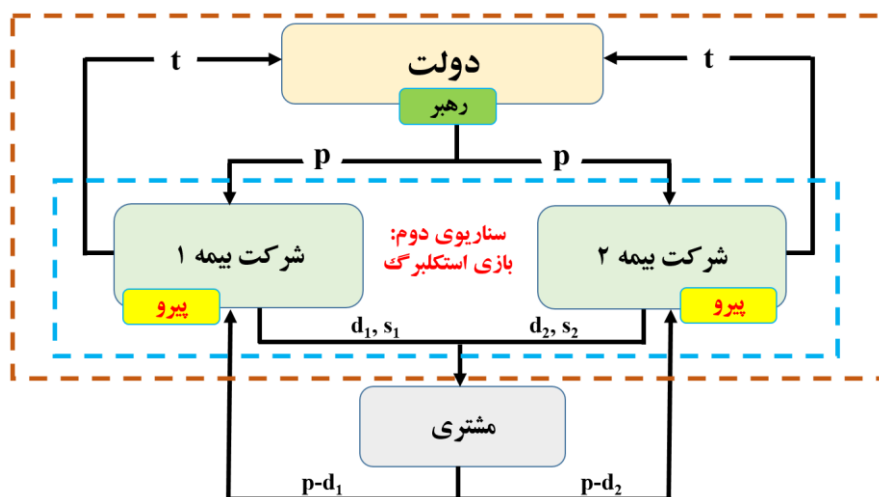 t
دولت
t
رهبر
p
p
شرکت بیمه ۱
سناریوی دوم:
بازی استکلبرگ
شرکت بیمه ۲
پیرو
پیرو
d₁, s₁
d₂, s₂
مشتری
p-d₁
p-d₂